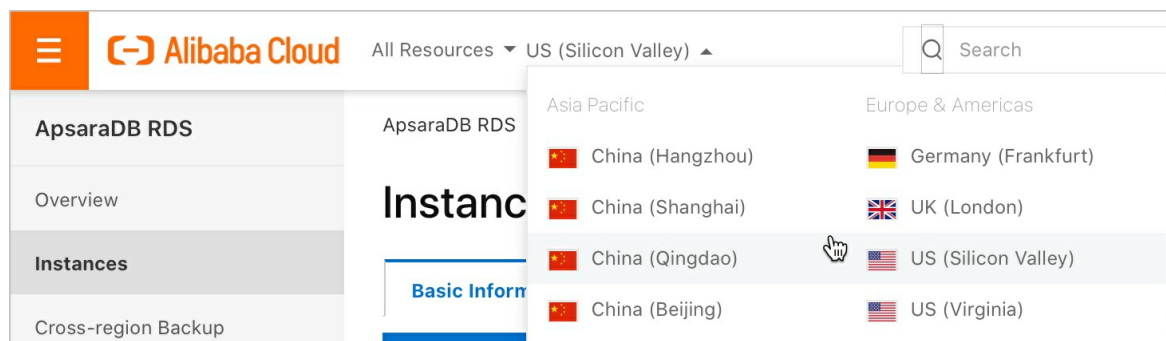 Alibaba Cloud All Resources US (Silicon Valley) Search
ApsaraDB RDS
Overview
Instances
Cross-region Backup
ApsaraDB RDS
Instanc
Basic Inform
Asia Pacific
China (Hangzhou)
China (Shanghai)
China (Qingdao)
China (Beijing)
Europe & Americas
Germany (Frankfurt)
UK (London)
US (Silicon Valley)
US (Virginia)